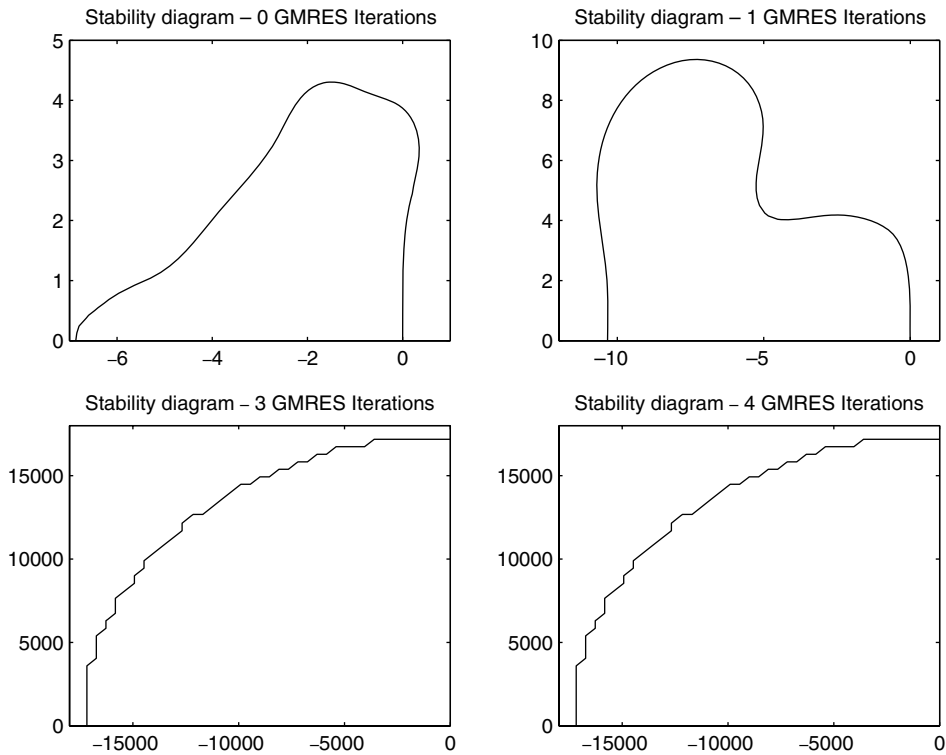 Stability diagram – 0 GMRES Iterations
5
4
3
2
1
0
−6 −4 −2 0
Stability diagram – 1 GMRES Iterations
10
8
6
4
2
0
−10 −5 0
Stability diagram – 3 GMRES Iterations
15000
10000
5000
0
−15000 −10000 −5000 0
Stability diagram – 4 GMRES Iterations
15000
10000
5000
0
−15000 −10000 −5000 0